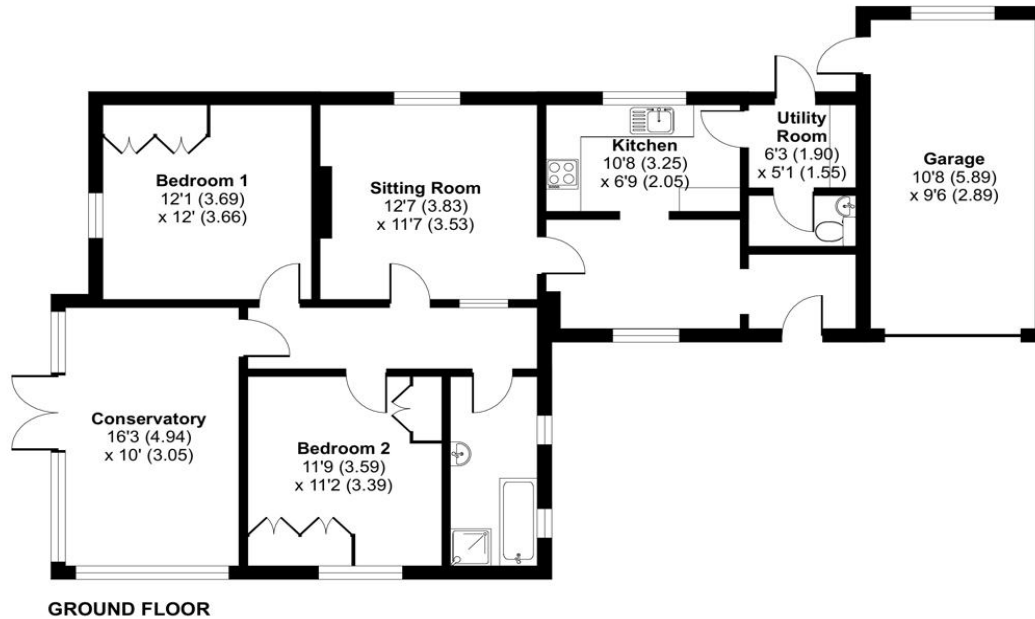 Bedroom 1
12'1 (3.69)
x 12' (3.66)
Sitting Room
12'7 (3.83)
x 11'7 (3.53)
Kitchen
10'8 (3.25)
x 6'9 (2.05)
Utility
Room
6'3 (1.90)
x 5'1 (1.55)
Garage
10'8 (5.89)
x 9'6 (2.89)
Conservatory
16'3 (4.94)
x 10' (3.05)
Bedroom 2
11'9 (3.59)
x 11'2 (3.39)
GROUND FLOOR